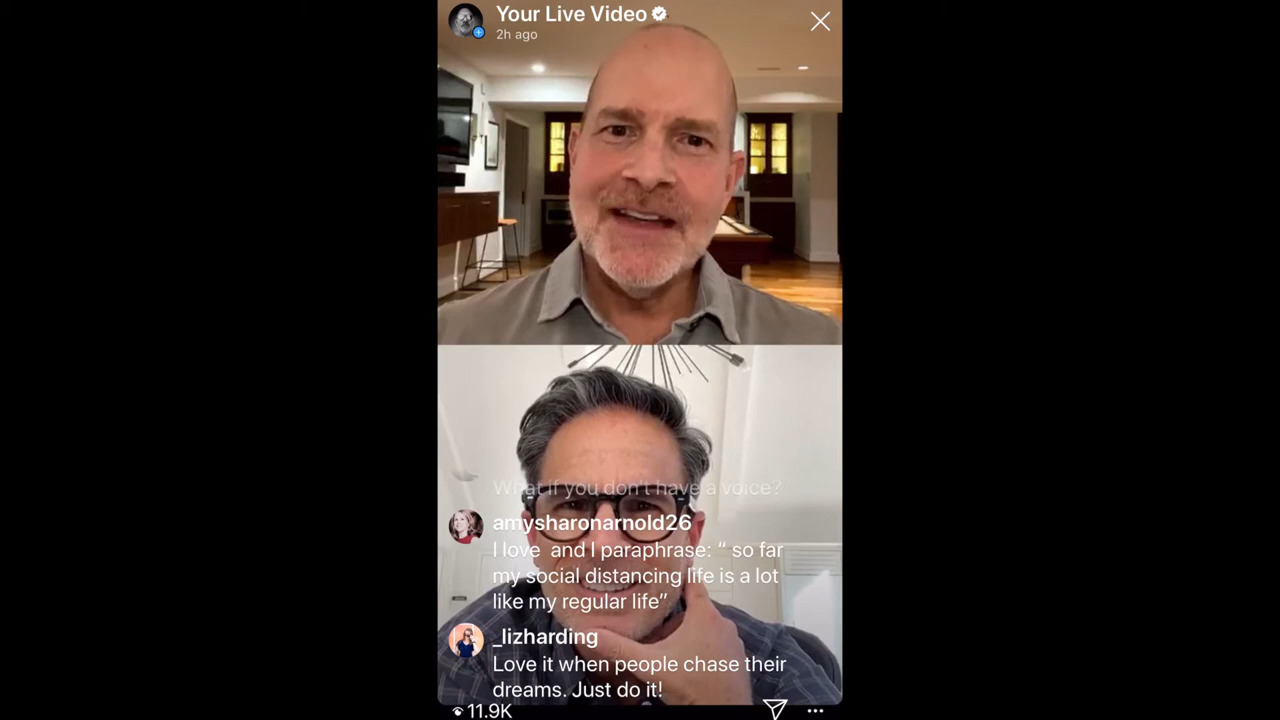 Your Live Video
2h ago
What if you don't have a voice?
amysharonarnold26
I love and I paraphrase: “ so far
my social distancing life is a lot
like my regular life”
_lizharding
Love it when people chase their
dreams. Just do it!
11.9K